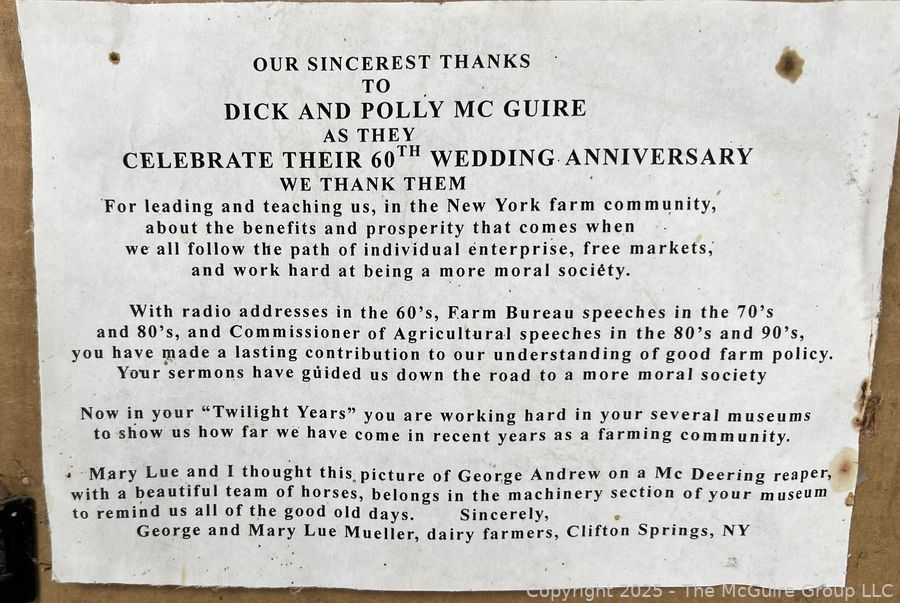 OUR SINCEREST THANKS
TO
DICK AND POLLY MC GUIRE
AS THEY
CELEBRATE THEIR 60TH WEDDING ANNIVERSARY
WE THANK THEM
For leading and teaching us, in the New York farm community,
about the benefits and prosperity that comes when
we all follow the path of individual enterprise, free markets,
and work hard at being a more moral society.
With radio addresses in the 60's, Farm Bureau speeches in the 70's
and 80's, and Commissioner of Agricultural speeches in the 80's and 90's,
you have made a lasting contribution to our understanding of good farm policy.
Your sermons have guided us down the road to a more moral society
Now in your “Twilight Years” you are working hard in your several museums
to show us how far we have come in recent years as a farming community.
Mary Lue and I thought this picture of George Andrew on a Mc Deering reaper,
with a beautiful team of horses, belongs in the machinery section of your museum
to remind us all of the good old days. Sincerely,
George and Mary Lue Mueller, dairy farmers, Clifton Springs, NY
Copyright 2025 - The McGuire Group LLC